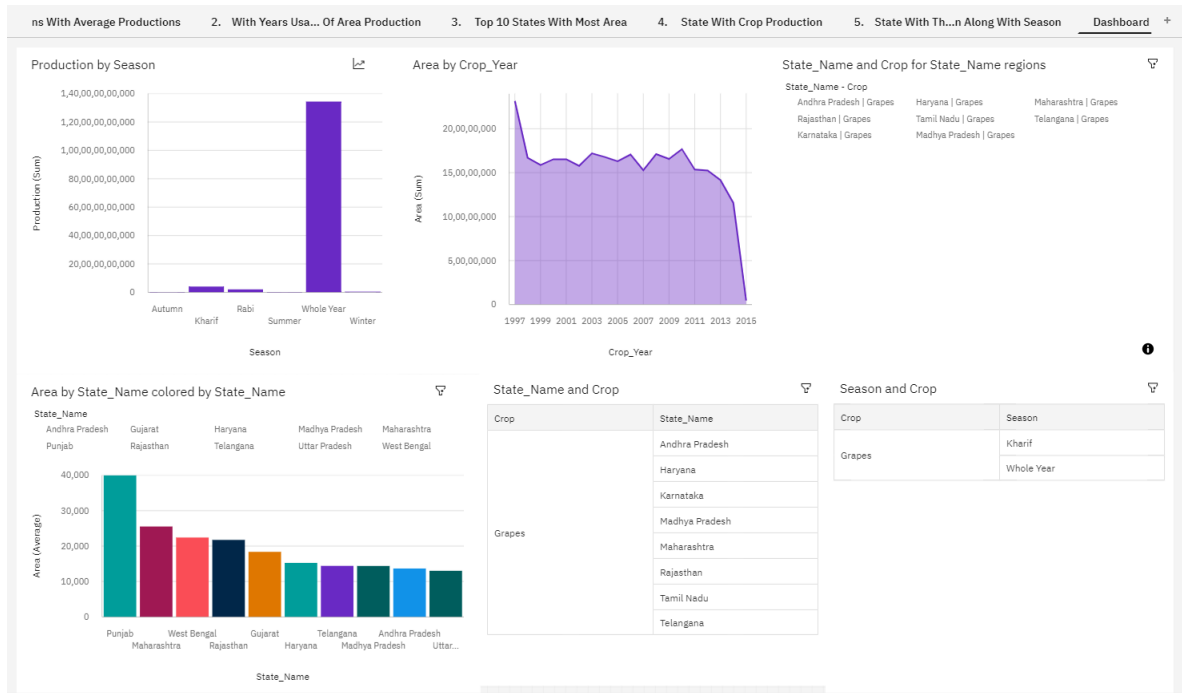 ns With Average Productions 2. With Years Usa... Of Area Production 3. Top 10 States With Most Area 4. State With Crop Production 5. State With Th...n Along With Season Dashboard +
Production by Season
1,40,00,00,00,000
1,20,00,00,00,000
1,00,00,00,00,000
80,00,00,00,000
60,00,00,00,000
40,00,00,00,000
20,00,00,00,000
0
Production (Sum)
Autumn Rabi Whole Year
Kharif Summer Winter
Season
Area by Crop_Year
20,00,00,000
15,00,00,000
10,00,00,000
5,00,00,000
0
Area (Sum)
1997 1999 2001 2003 2005 2007 2009 2011 2013 2015
Crop_Year
State_Name and Crop for State_Name regions
State_Name - Crop
Andhra Pradesh | Grapes Haryana | Grapes Maharashtra | Grapes
Rajasthan | Grapes Tamil Nadu | Grapes Telangana | Grapes
Karnataka | Grapes Madhya Pradesh | Grapes
Area by State_Name colored by State_Name
State_Name
Andhra Pradesh Gujarat Haryana Madhya Pradesh Maharashtra
Punjab Rajasthan Telangana Uttar Pradesh West Bengal
40,000
30,000
20,000
10,000
0
Area (Average)
Punjab West Bengal Gujarat Telangana Andhra Pradesh
Maharashtra Rajasthan Haryana Madhya Pradesh Uttar...
State_Name
State_Name and Crop
Crop State_Name
Grapes
Andhra Pradesh
Haryana
Karnataka
Madhya Pradesh
Maharashtra
Rajasthan
Tamil Nadu
Telangana
Season and Crop
Crop Season
Grapes
Kharif
Whole Year